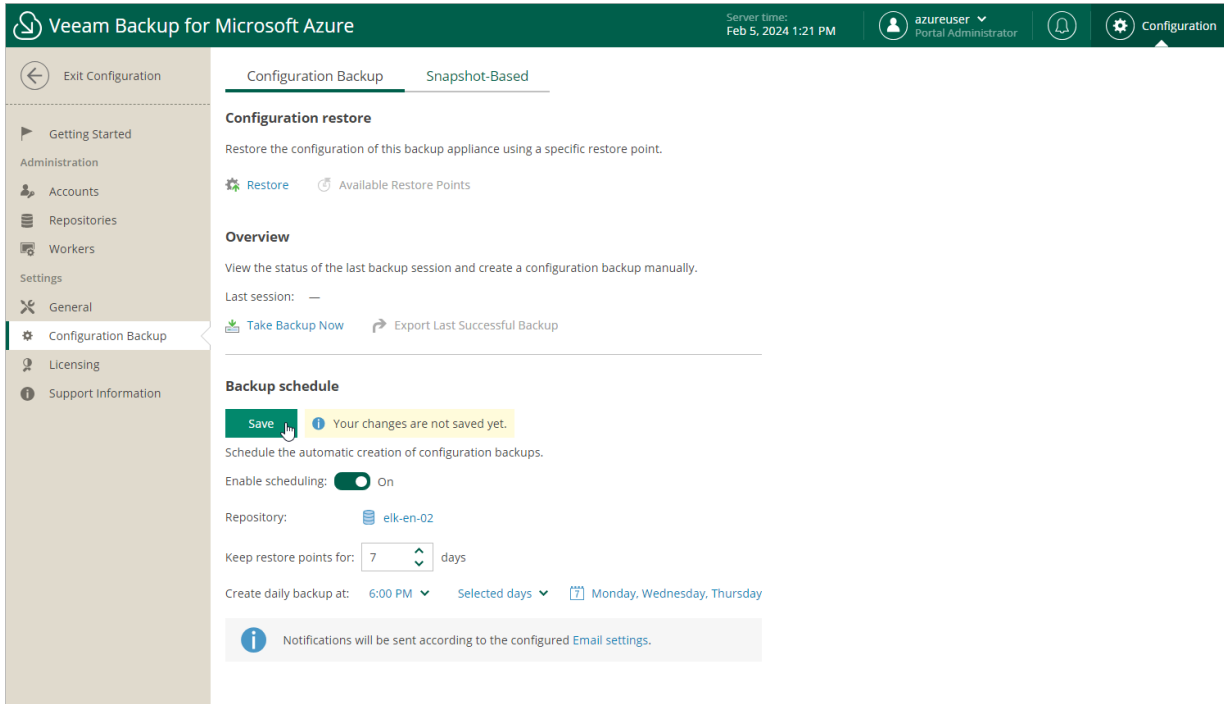 Veeam Backup for Microsoft Azure
Server time:
Feb 5, 2024 1:21 PM
azureuser
Portal Administrator
Configuration
Exit Configuration
Getting Started
Administration
Accounts
Repositories
Workers
Settings
General
Configuration Backup
Licensing
Support Information
Configuration Backup Snapshot-Based
Configuration restore
Restore the configuration of this backup appliance using a specific restore point.
Restore Available Restore Points
Overview
View the status of the last backup session and create a configuration backup manually.
Last session: —
Take Backup Now Export Last Successful Backup
Backup schedule
Save Your changes are not saved yet.
Schedule the automatic creation of configuration backups.
Enable scheduling: On
Repository: elk-en-02
Keep restore points for: 7 days
Create daily backup at: 6:00 PM Selected days 7 Monday, Wednesday, Thursday
Notifications will be sent according to the configured Email settings.